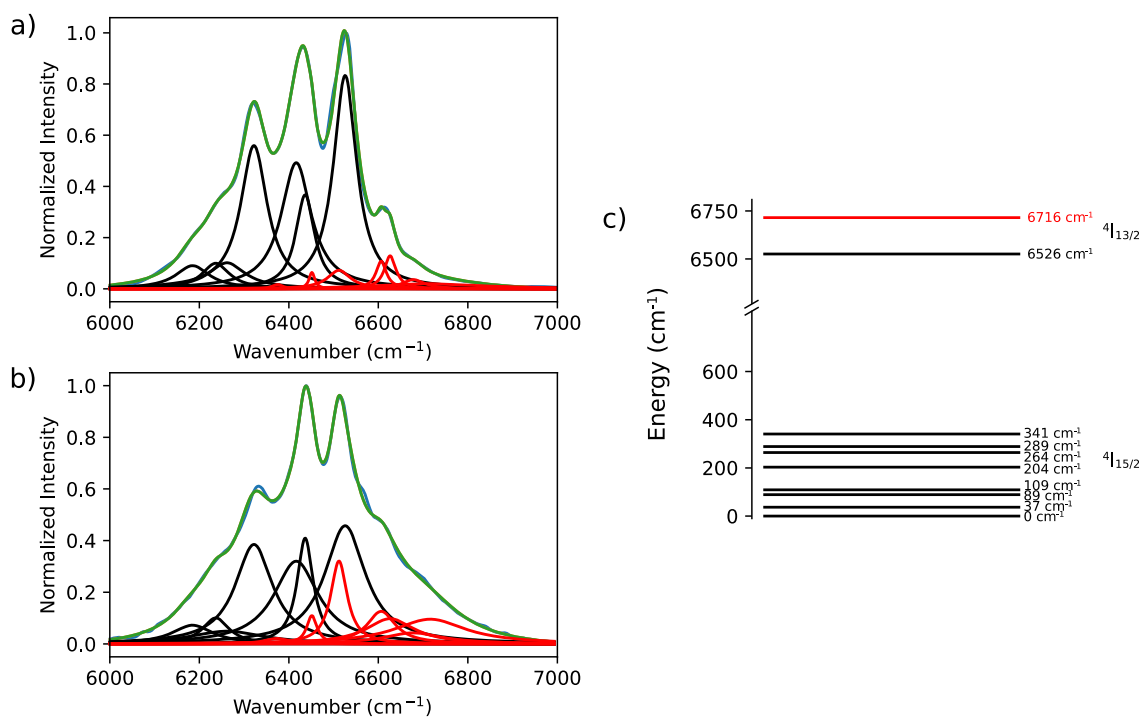 a)
Normalized Intensity
1.0
0.8
0.6
0.4
0.2
0.0
6000 6200 6400 6600 6800 7000
Wavenumber (cm⁻¹)
b)
Normalized Intensity
1.0
0.8
0.6
0.4
0.2
0.0
6000 6200 6400 6600 6800 7000
Wavenumber (cm⁻¹)
c)
Energy (cm⁻¹)
6750
6500
600
400
200
0
6716 cm⁻¹
⁴I₁₃/₂
6526 cm⁻¹
341 cm⁻¹
289 cm⁻¹
264 cm⁻¹
⁴I₁₅/₂
204 cm⁻¹
109 cm⁻¹
89 cm⁻¹
37 cm⁻¹
0 cm⁻¹